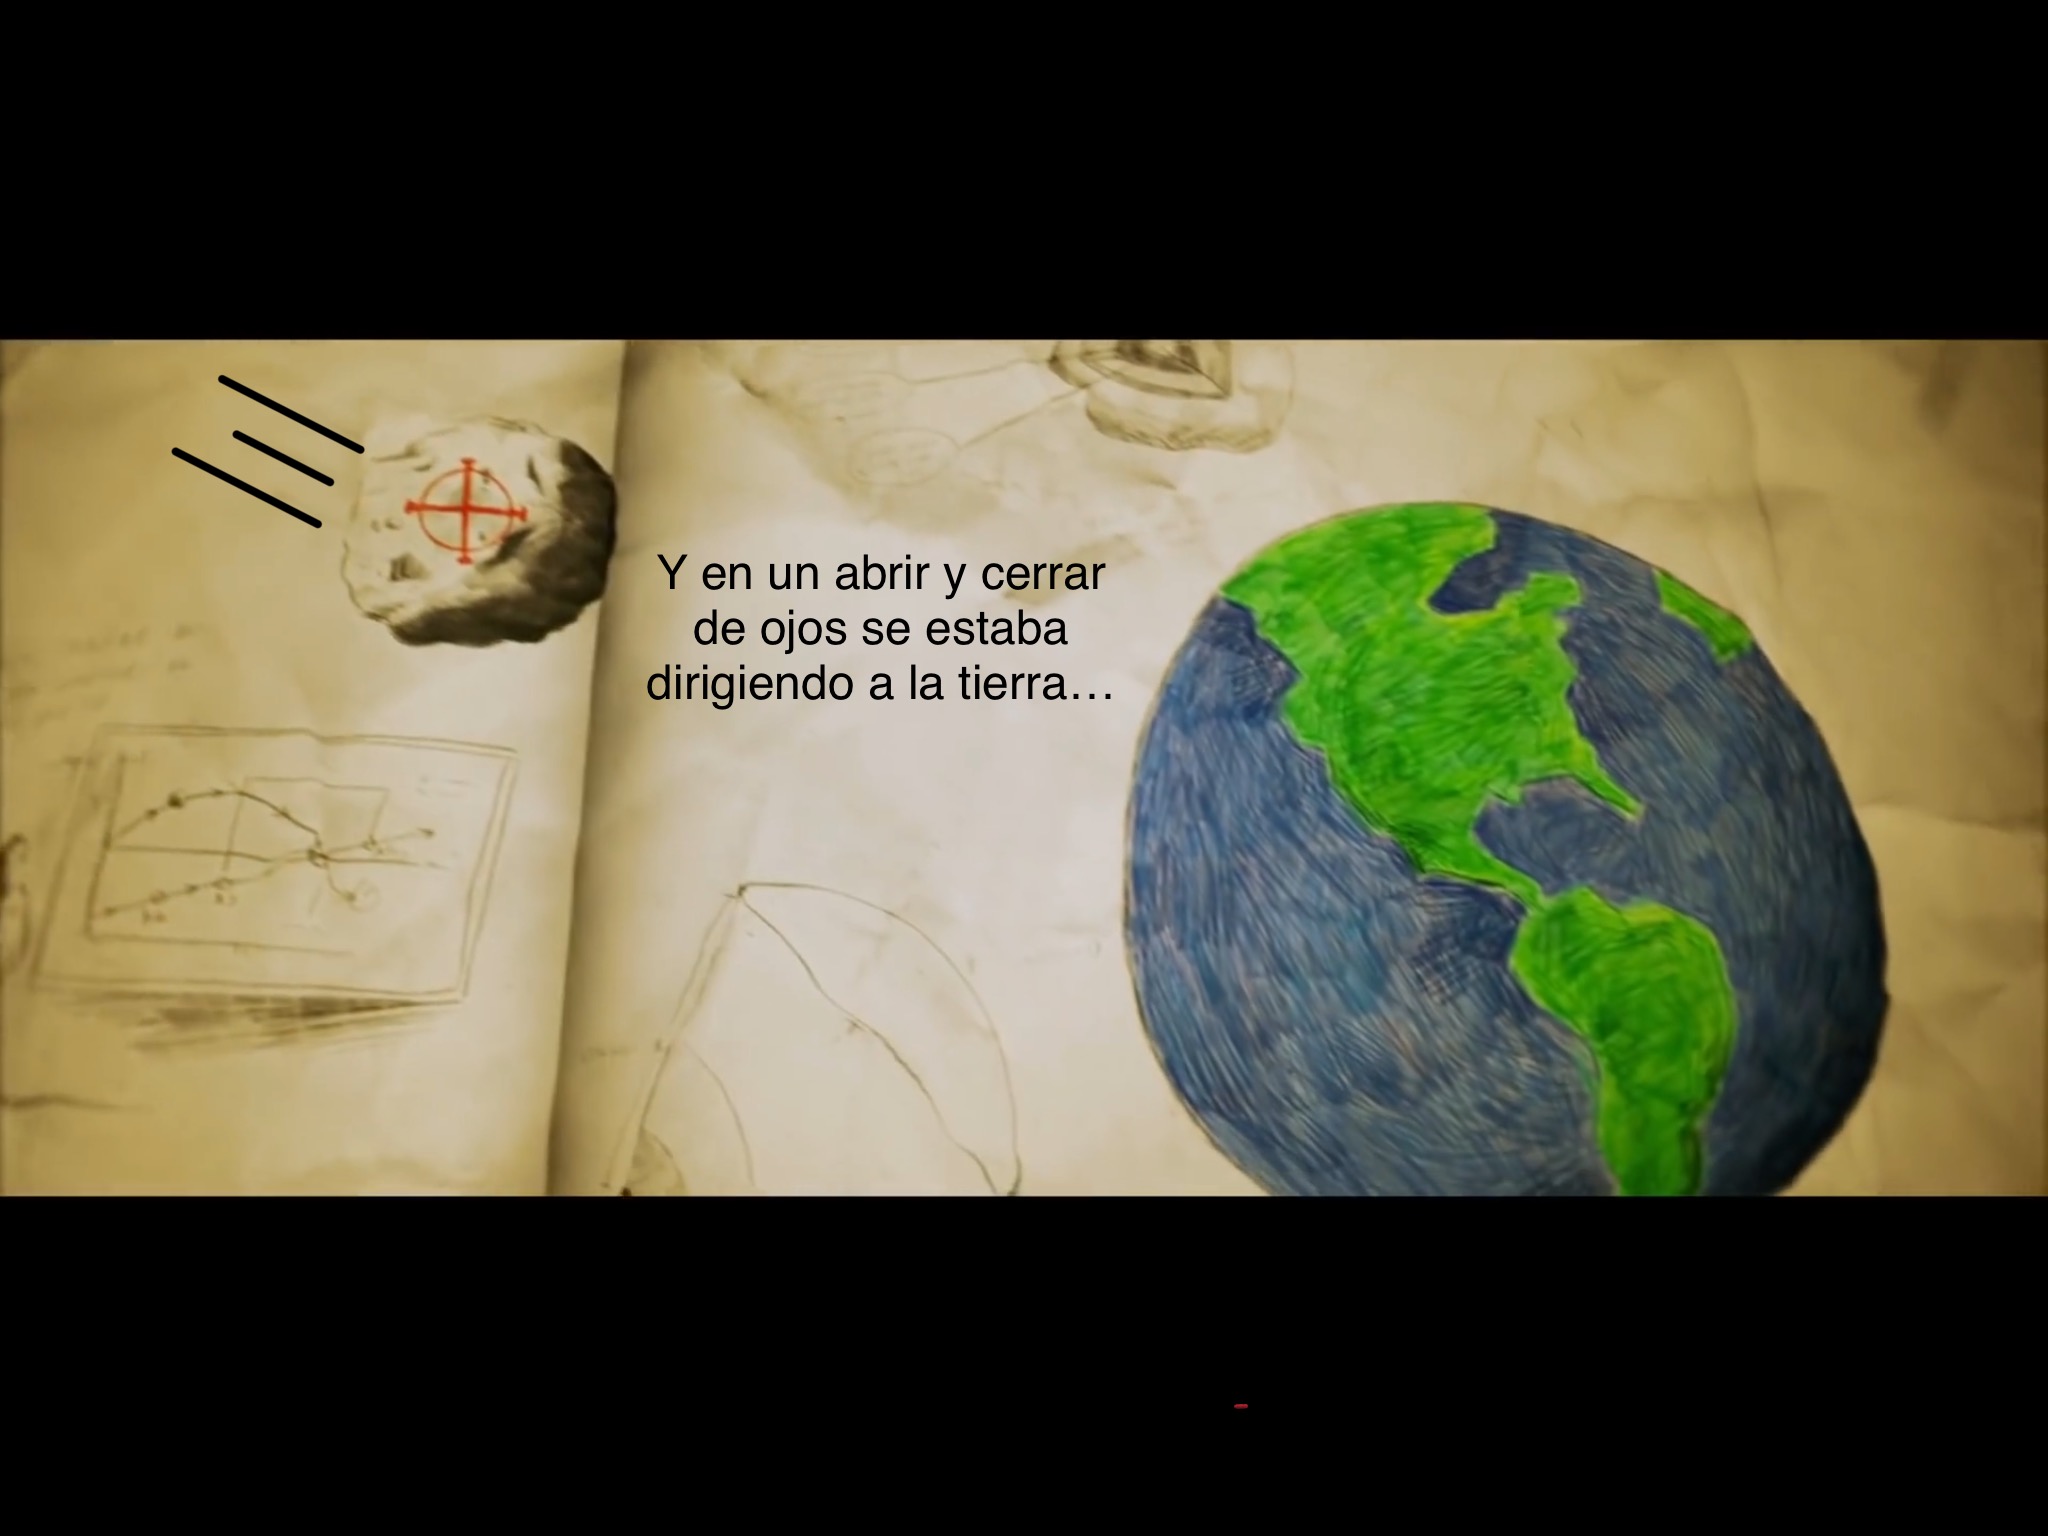 Y en un abrir y cerrar
de ojos se estaba
dirigiendo a la tierra…